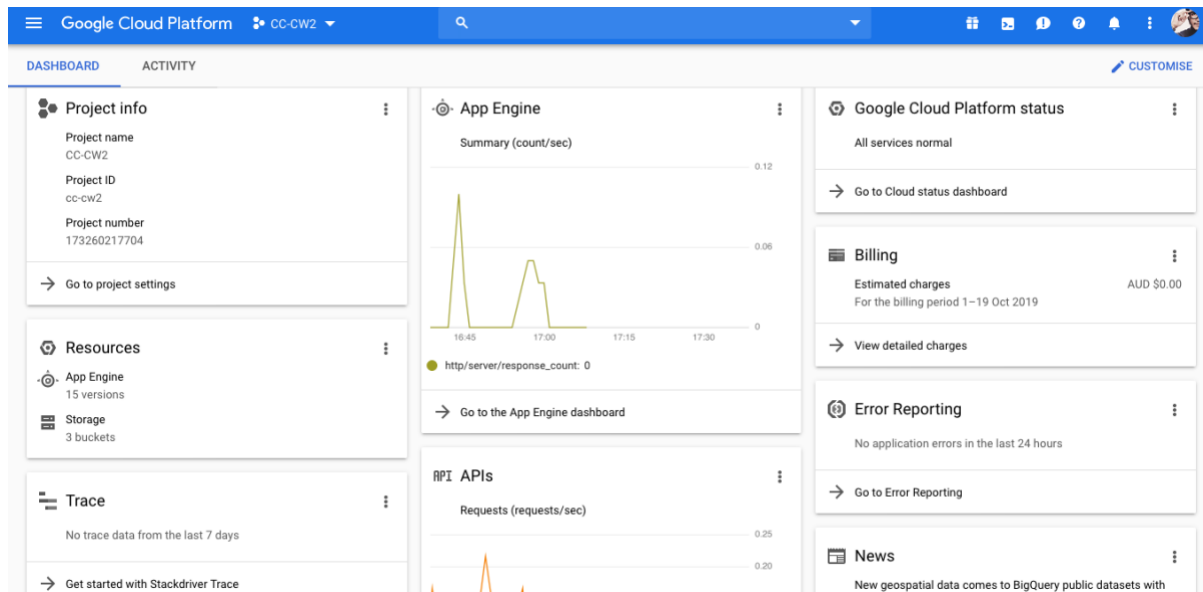 Google Cloud Platform CC-CW2
DASHBOARD ACTIVITY CUSTOMISE
Project info
Project name
CC-CW2
Project ID
cc-cw2
Project number
173260217704
Go to project settings
Resources
App Engine
15 versions
Storage
3 buckets
Trace
No trace data from the last 7 days
Get started with Stackdriver Trace
App Engine
Summary (count/sec)
0.12
0.06
0
16:45 17:00 17:15 17:30
http/server/response_count: 0
Go to the App Engine dashboard
API APIs
Requests (requests/sec)
0.25
0.20
Google Cloud Platform status
All services normal
Go to Cloud status dashboard
Billing
Estimated charges AUD $0.00
For the billing period 1–19 Oct 2019
View detailed charges
Error Reporting
No application errors in the last 24 hours
Go to Error Reporting
News
New geospatial data comes to BigQuery public datasets with